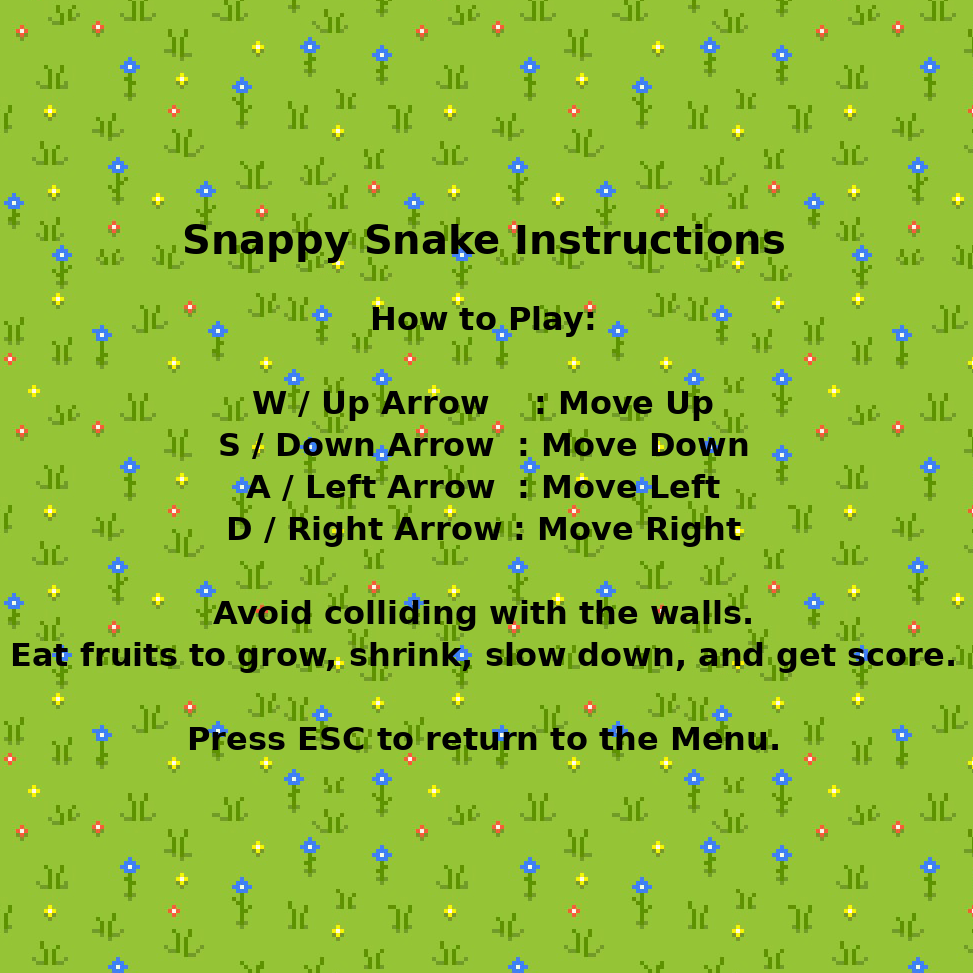 Snappy Snake Instructions
How to Play:
W / Up Arrow : Move Up
S / Down Arrow : Move Down
A / Left Arrow : Move Left
D / Right Arrow : Move Right
Avoid colliding with the walls.
Eat fruits to grow, shrink, slow down, and get score.
Press ESC to return to the Menu.